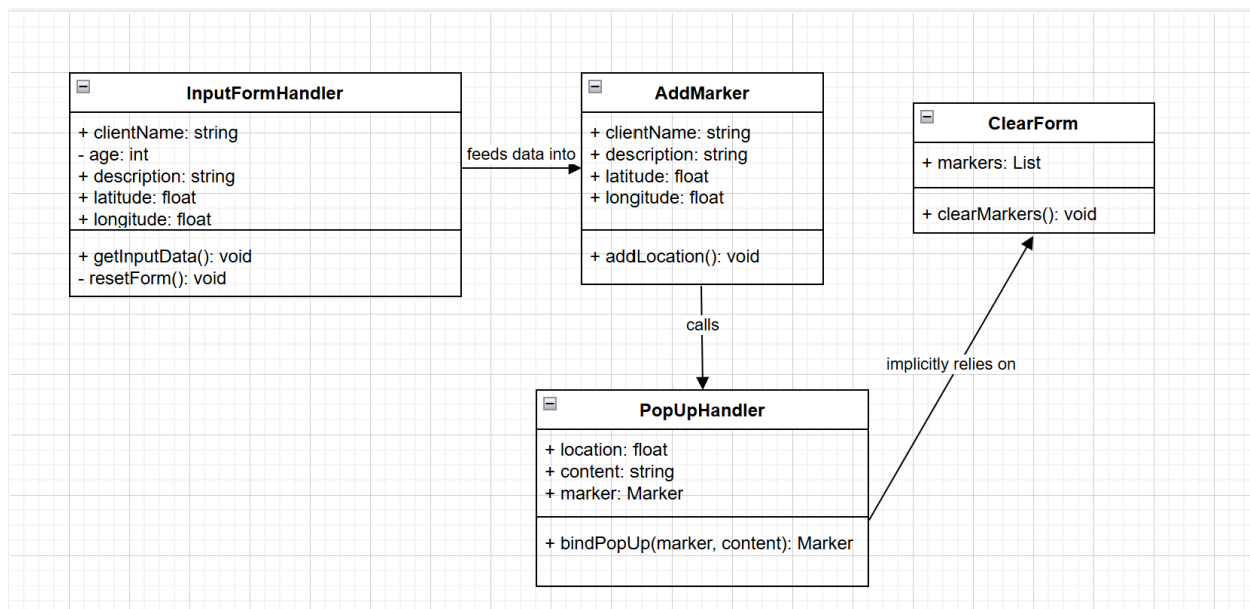 InputFormHandler
+ clientName: string
- age: int
+ description: string
+ latitude: float
+ longitude: float
+ getInputData(): void
- resetForm(): void
feeds data into
AddMarker
+ clientName: string
+ description: string
+ latitude: float
+ longitude: float
+ addLocation(): void
ClearForm
+ markers: List
+ clearMarkers(): void
calls
implicitly relies on
PopUpHandler
+ location: float
+ content: string
+ marker: Marker
+ bindPopUp(marker, content): Marker